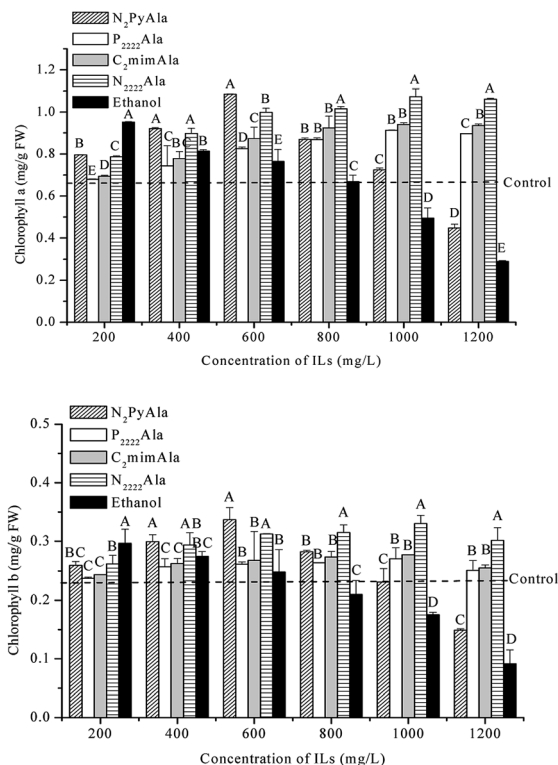 N2PyAla
P2222Ala
C2mimAla
N2222Ala
Ethanol
Chlorophyll a (mg/g FW)
1.2
1.0
0.8
0.6
0.4
0.2
0.0
B E D C A
A C BC A B
A D C B E
B B B A C
C B B A D
D C B A E
Control
200 400 600 800 1000 1200
Concentration of ILs (mg/L)
N2PyAla
P2222Ala
C2mimAla
N2222Ala
Ethanol
Chlorophyll b (mg/g FW)
0.5
0.4
0.3
0.2
0.1
0.0
BC C C B A
A C C AB BC
A B B A B
B B B A C
C B B A D
C B B A D
Control
200 400 600 800 1000 1200
Concentration of ILs (mg/L)